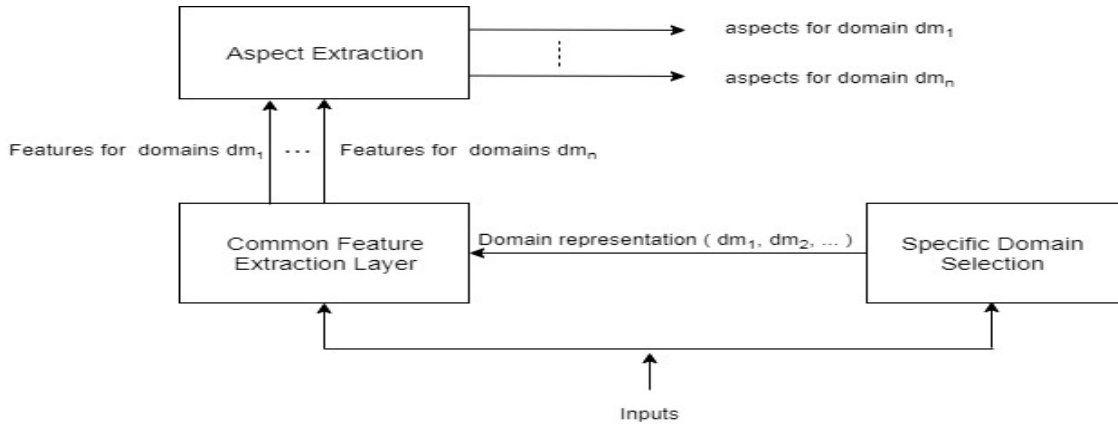 aspects for domain dm₁
Aspect Extraction
aspects for domain dmₙ
Features for domains dm₁ ... Features for domains dmₙ
Common Feature
Extraction Layer
Domain representation ( dm₁, dm₂, ... )
Specific Domain
Selection
Inputs